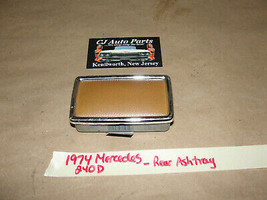 CJ Auto Parts
Kenilworth, New Jersey
1974 Mercedes - Rear Ashtray
240D